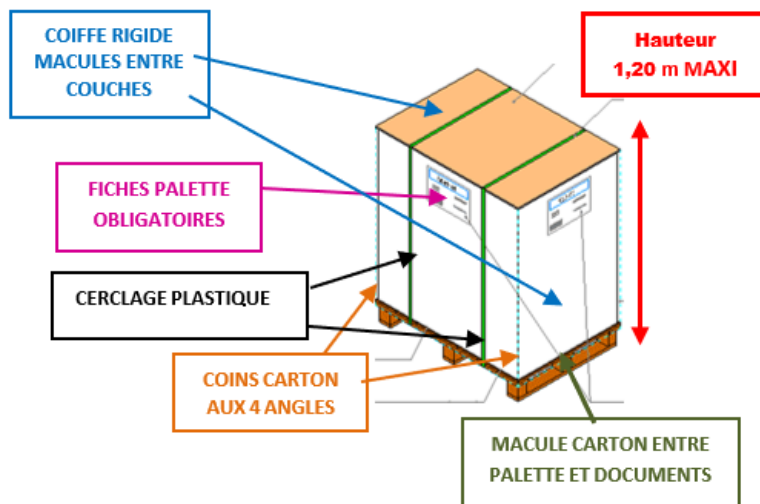 COIFFE RIGIDE
MACULES ENTRE
COUCHES
Hauteur
1,20 m MAXI
FICHES PALETTE
OBLIGATOIRES
CERCLAGE PLASTIQUE
COINS CARTON
AUX 4 ANGLES
MACULE CARTON ENTRE
PALETTE ET DOCUMENTS